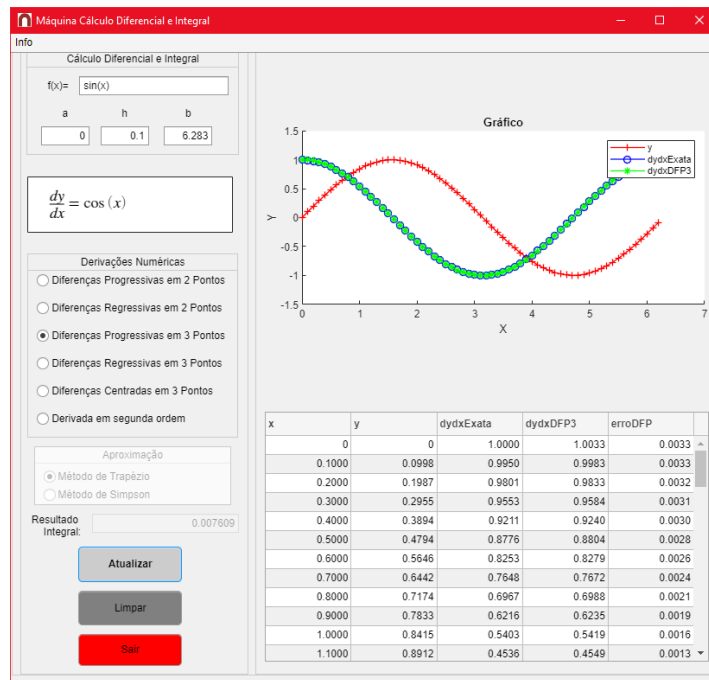 Máquina Cálculo Diferencial e Integral
Info
Cálculo Diferencial e Integral
f(x)= sin(x)
a h b
0 0.1 6.283
dy/dx = cos (x)
Derivações Numéricas
Diferenças Progressivas em 2 Pontos
Diferenças Regressivas em 2 Pontos
Diferenças Progressivas em 3 Pontos
Diferenças Regressivas em 3 Pontos
Diferenças Centradas em 3 Pontos
Derivada em segunda ordem
Aproximação
Método de Trapèzio
Método de Simpson
Resultado
Integral:
0.007609
Atualizar
Limpar
Sair
Gráfico
1.5
1
0.5
0
-0.5
-1
-1.5
Y
0 1 2 3 4 5 6 7
X
y
dydxExata
dydxDFP3
x y dydxExata dydxDFP3 erroDFP
0 0 1.0000 1.0033 0.0033
0.1000 0.0998 0.9950 0.9983 0.0033
0.2000 0.1987 0.9801 0.9833 0.0032
0.3000 0.2955 0.9553 0.9584 0.0031
0.4000 0.3894 0.9211 0.9240 0.0030
0.5000 0.4794 0.8776 0.8804 0.0028
0.6000 0.5646 0.8253 0.8279 0.0026
0.7000 0.6442 0.7648 0.7672 0.0024
0.8000 0.7174 0.6967 0.6988 0.0021
0.9000 0.7833 0.6216 0.6235 0.0019
1.0000 0.8415 0.5403 0.5419 0.0016
1.1000 0.8912 0.4536 0.4549 0.0013